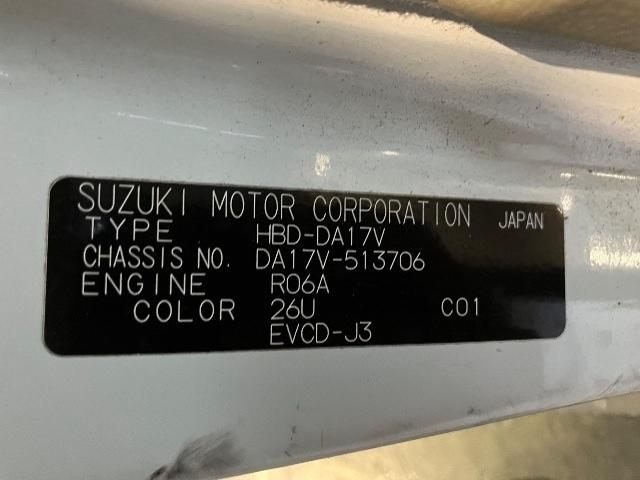 SUZUKI MOTOR CORPORATION JAPAN
TYPE HBD-DA17V
CHASSIS NO. DA17V-513706
ENGINE R06A
COLOR 26U C01
EVCD-J3